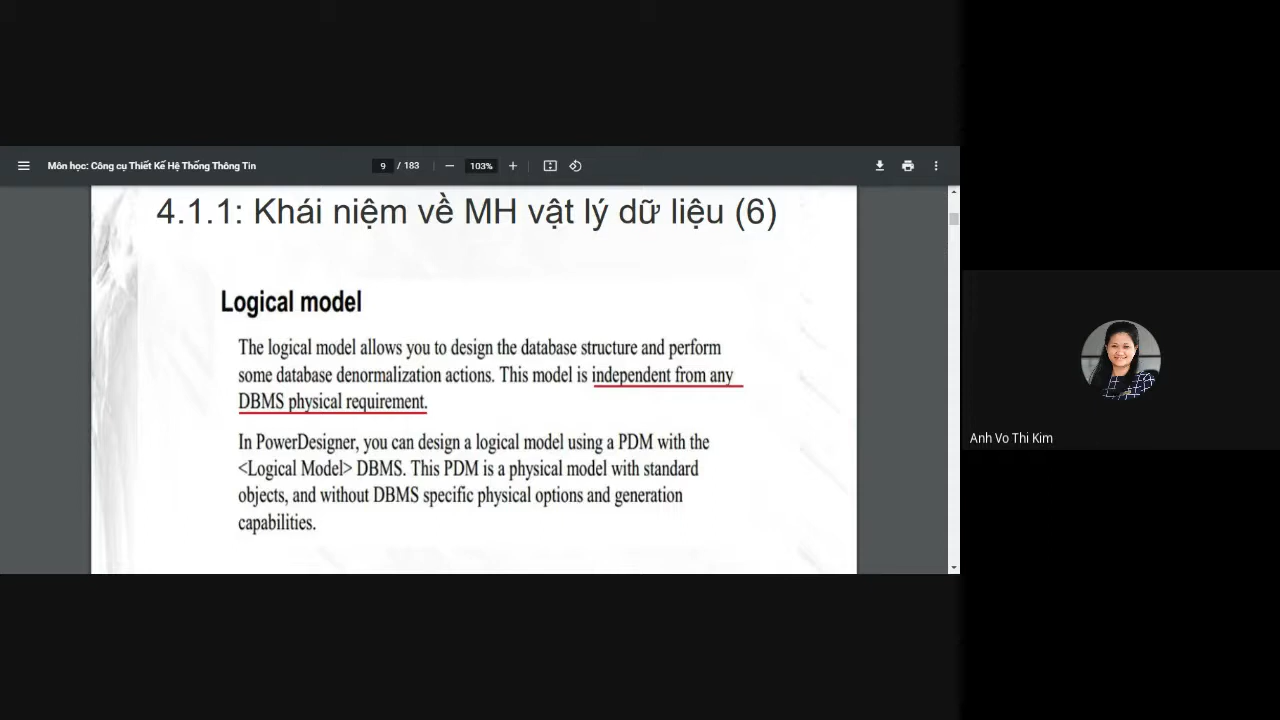 Môn học: Công cụ Thiết Kế Hệ Thống Thông Tin
9 / 183
103%
4.1.1: Khái niệm về MH vật lý dữ liệu (6)
Logical model
The logical model allows you to design the database structure and perform
some database denormalization actions. This model is independent from any
DBMS physical requirement.
In PowerDesigner, you can design a logical model using a PDM with the
<Logical Model> DBMS. This PDM is a physical model with standard
objects, and without DBMS specific physical options and generation
capabilities.
Anh Vo Thi Kim